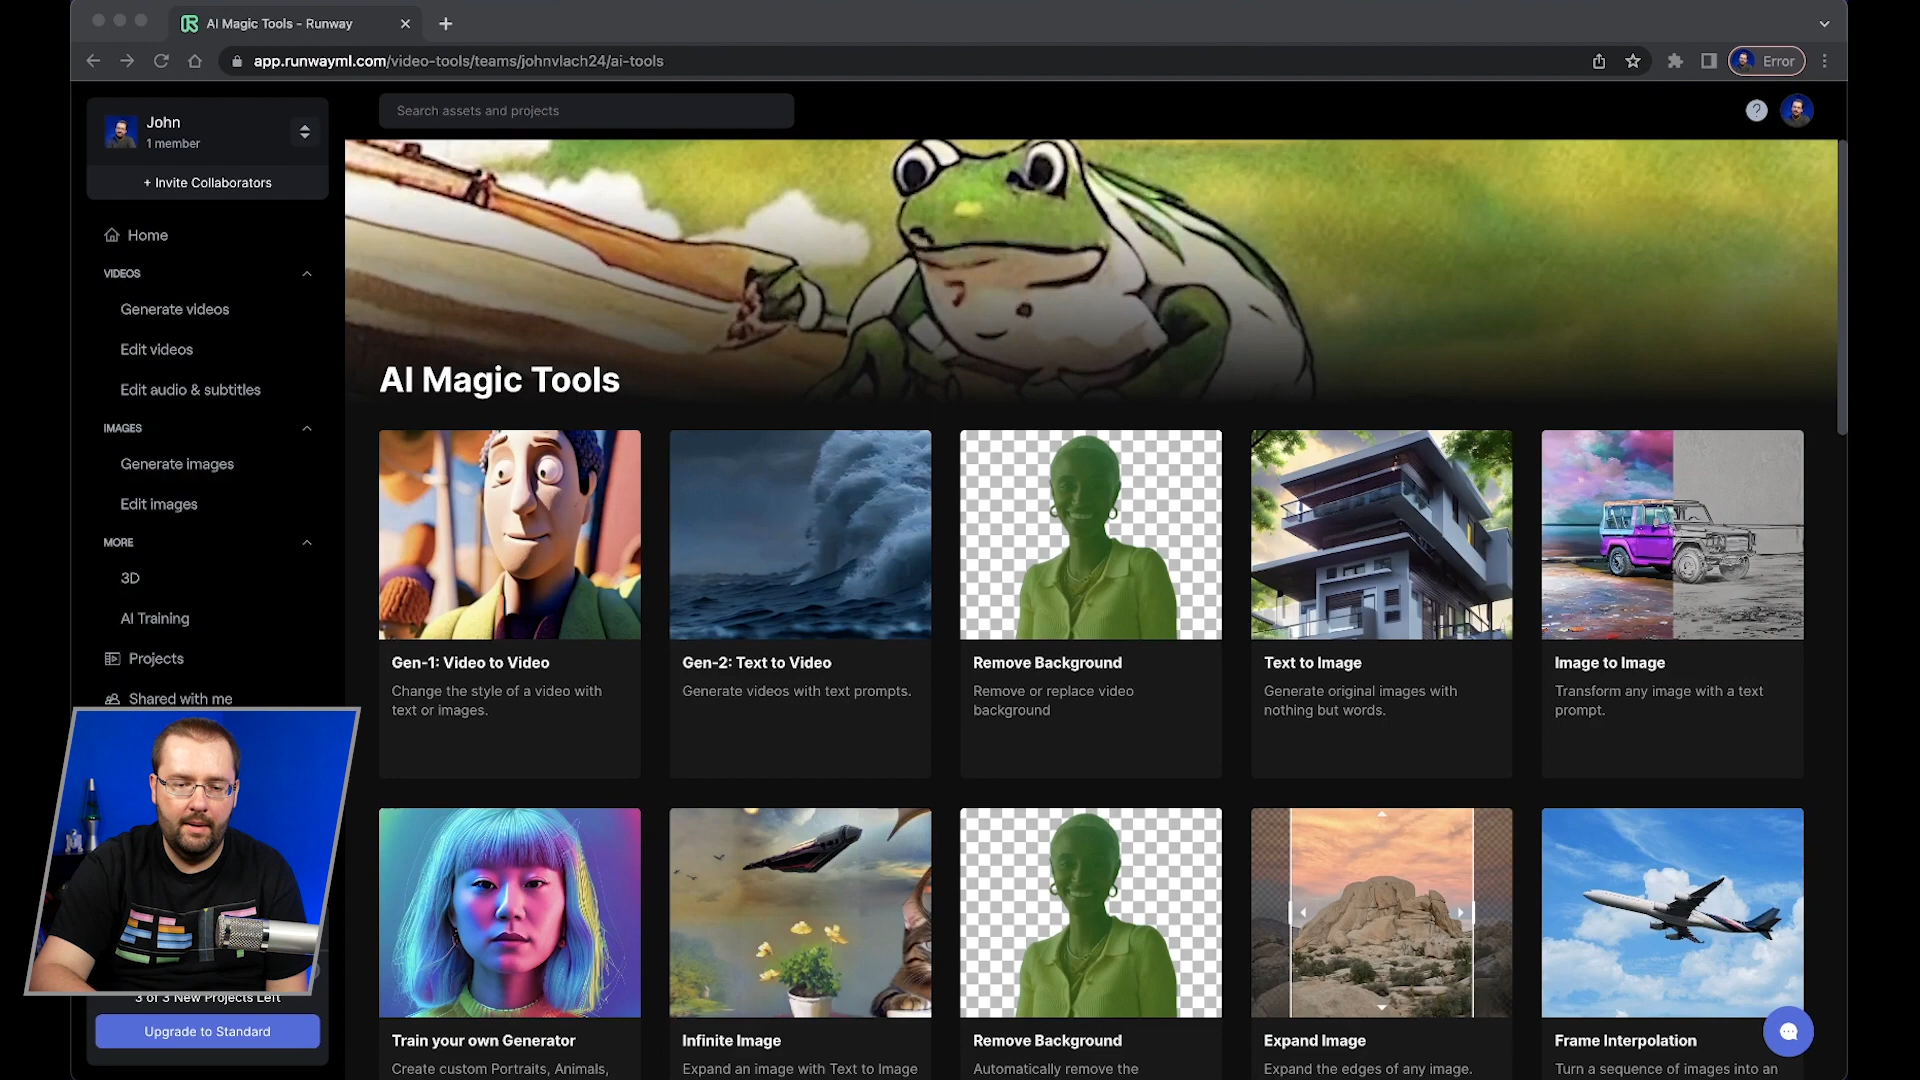 AI Magic Tools - Runway
app.runwayml.com/video-tools/teams/johnvlach24/ai-tools
Error
John
1 member
+ Invite Collaborators
Search assets and projects
Home
VIDEOS
Generate videos
Edit videos
Edit audio & subtitles
IMAGES
Generate images
Edit images
MORE
3D
AI Training
Projects
Shared with me
3 of 3 New Projects Left
Upgrade to Standard
AI Magic Tools
Gen-1: Video to Video
Change the style of a video with
text or images.
Gen-2: Text to Video
Generate videos with text prompts.
Remove Background
Remove or replace video
background
Text to Image
Generate original images with
nothing but words.
Image to Image
Transform any image with a text
prompt.
Train your own Generator
Create custom Portraits, Animals,
Infinite Image
Expand an image with Text to Image
Remove Background
Automatically remove the
Expand Image
Expand the edges of any image.
Frame Interpolation
Turn a sequence of images into an